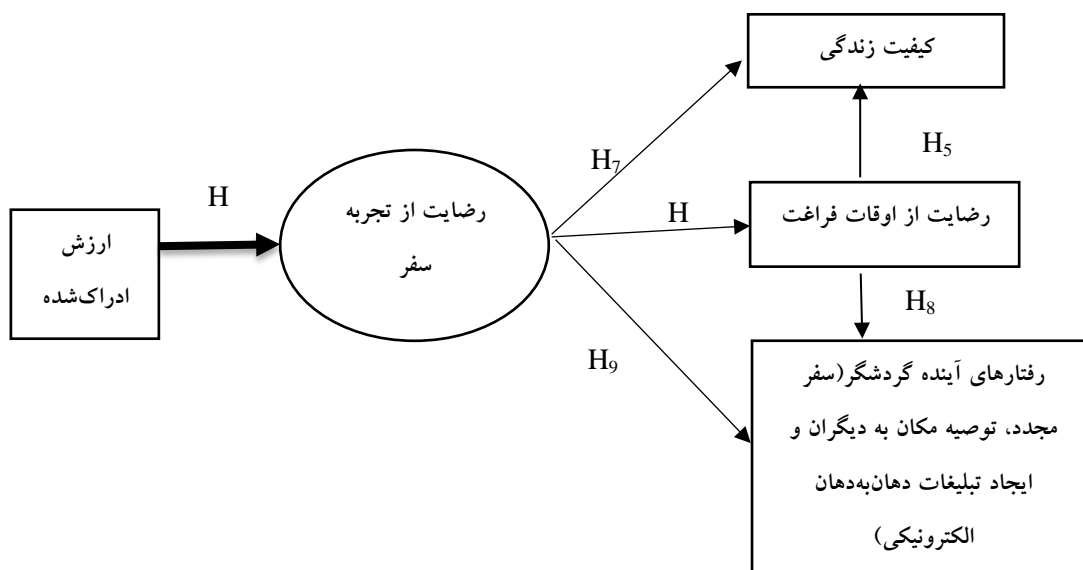 کیفیت زندگی
H5
H7
H
رضایت از تجربه
سفر
H
رضایت از اوقات فراغت
ارزش
ادراک‌شده
H8
H9
رفتارهای آینده گردشگر(سفر
مجدد، توصیه مکان به دیگران و
ایجاد تبلیغات دهان‌به‌دهان
الکترونیکی)